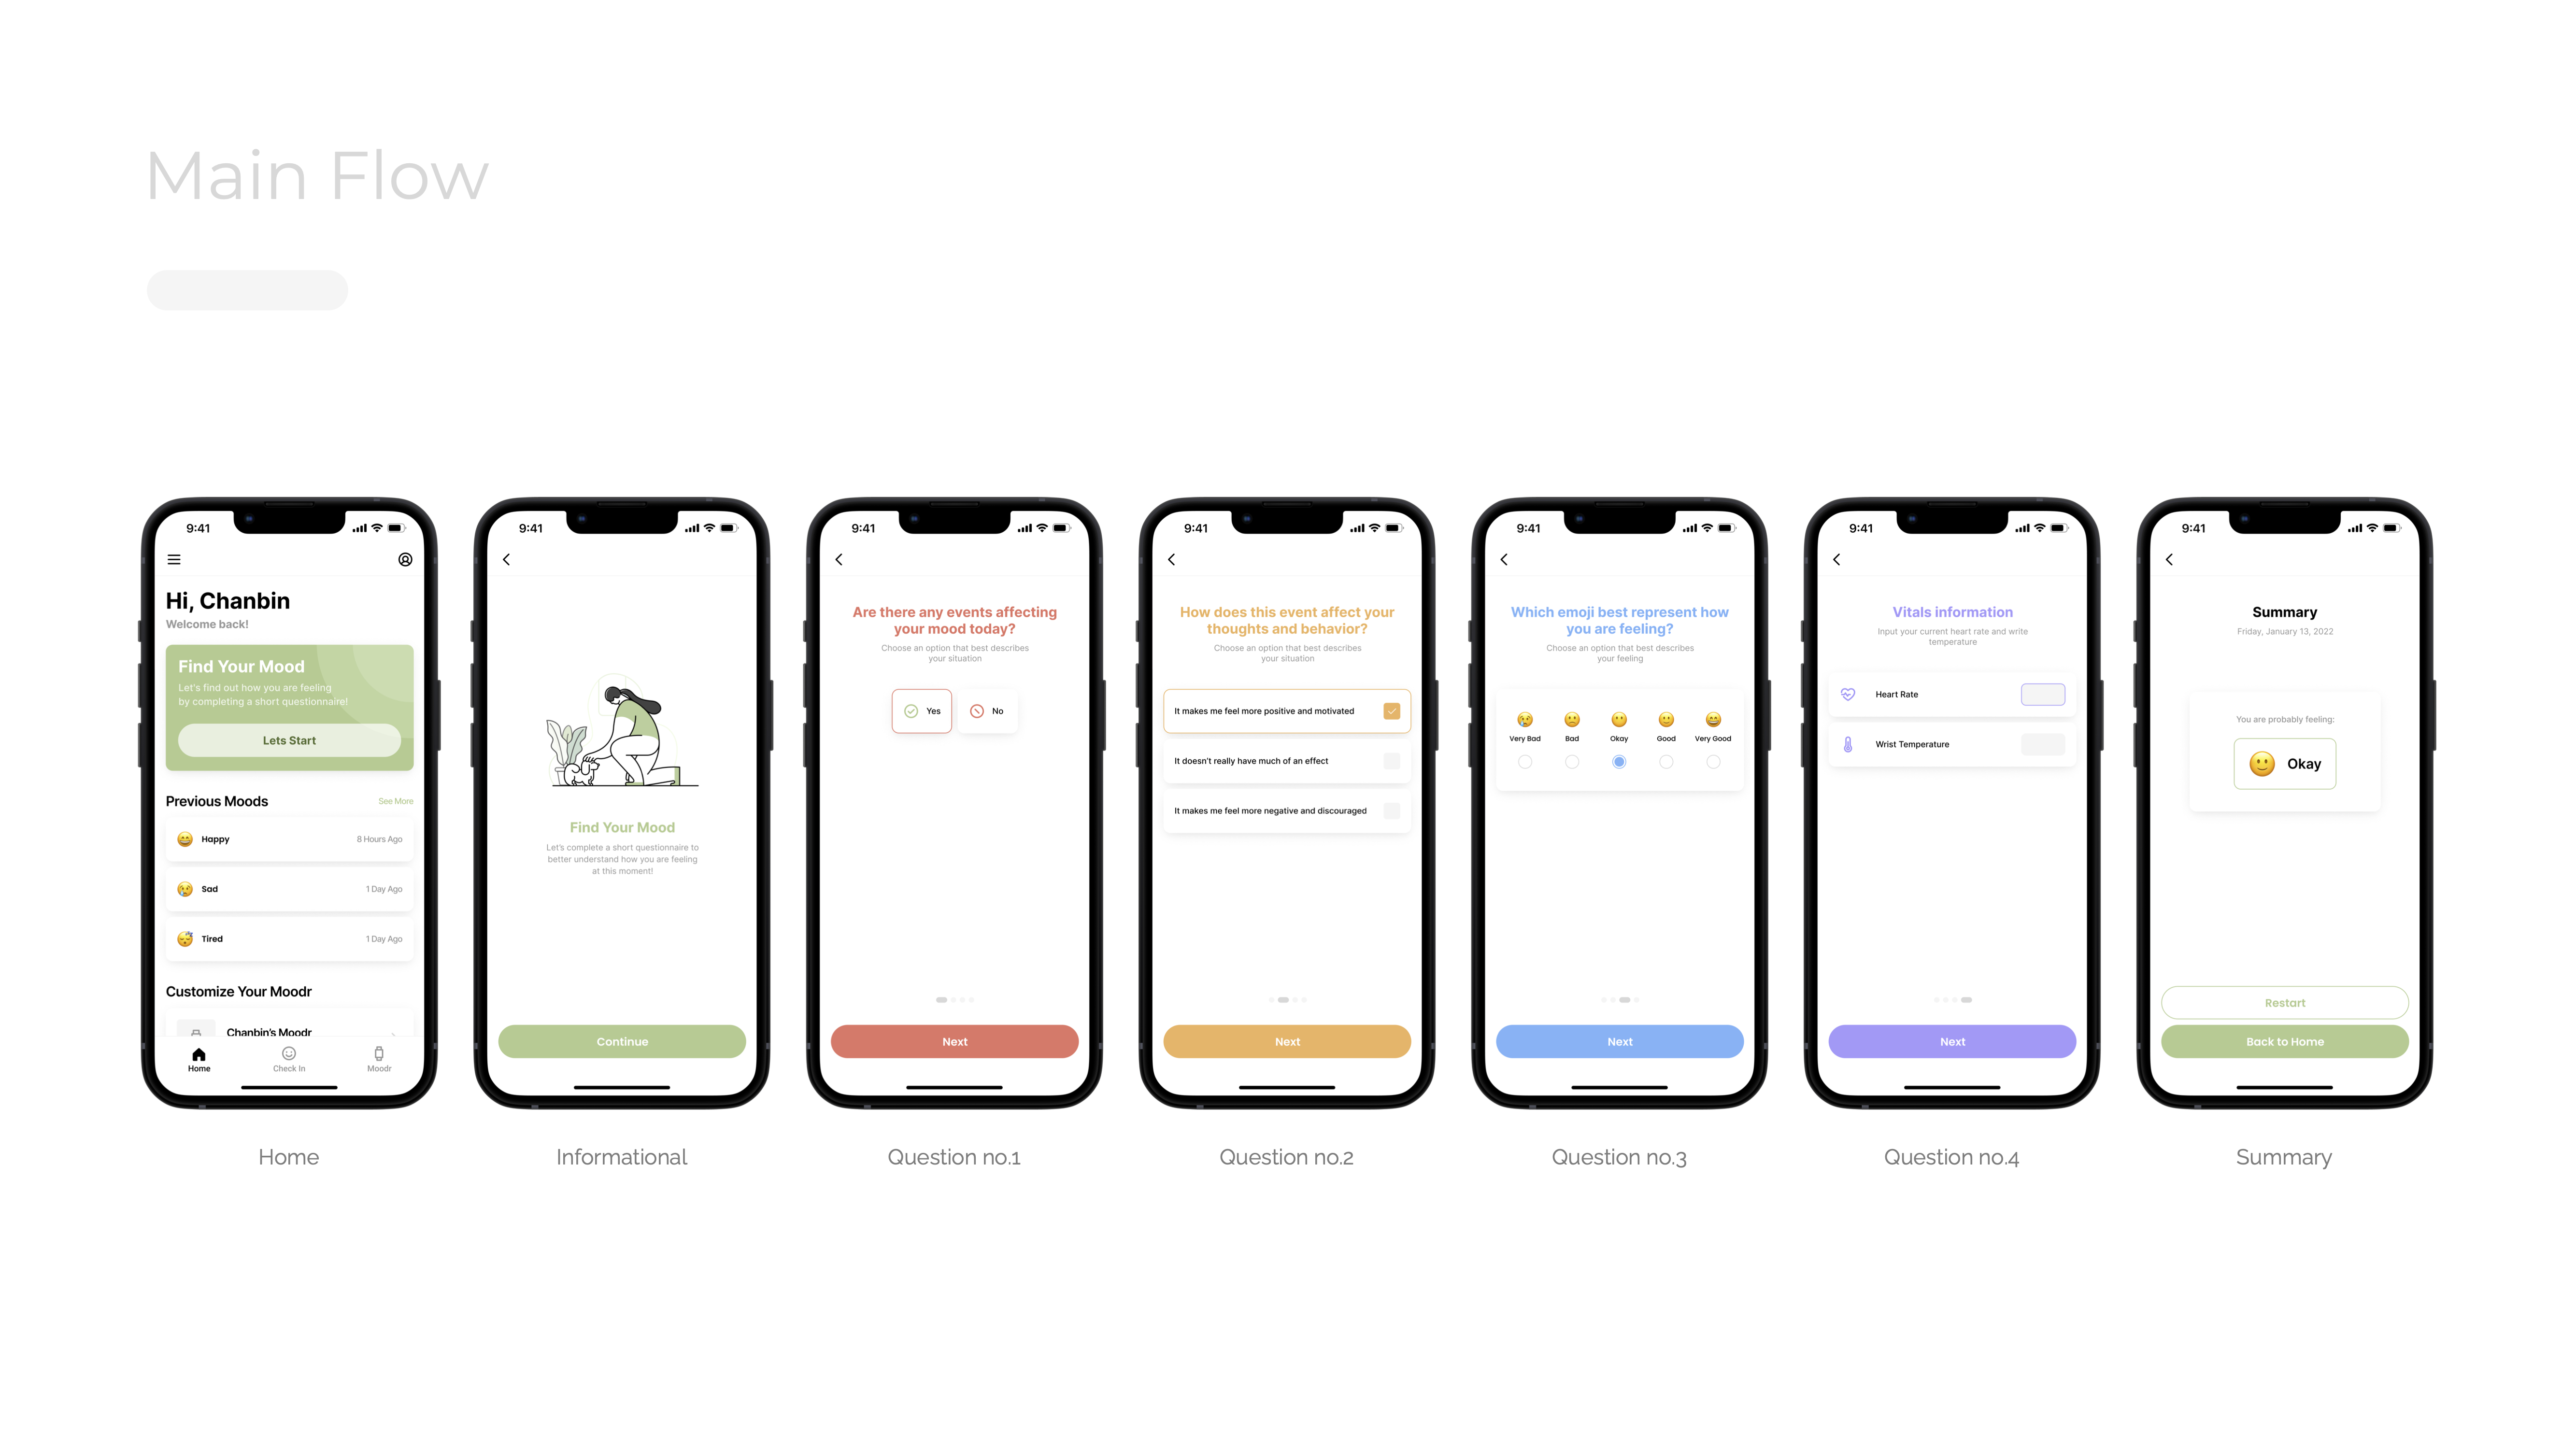 Main Flow
9:41
Hi, Chanbin
Welcome back!
Find Your Mood
Let's find out how you are feeling
by completing a short questionnaire!
Lets Start
Previous Moods
See More
Happy
8 Hours Ago
Sad
1 Day Ago
Tired
1 Day Ago
Customize Your Moodr
Chanbin's Moodr
Home
Check In
Moodr
Home
9:41
Find Your Mood
Let's complete a short questionnaire to
better understand how you are feeling
at this moment!
Continue
Informational
9:41
Are there any events affecting
your mood today?
Choose an option that best describes
your situation
Yes
No
Next
Question no.1
9:41
How does this event affect your
thoughts and behavior?
Choose an option that best describes
your situation
It makes me feel more positive and motivated
It doesn't really have much of an effect
It makes me feel more negative and discouraged
Next
Question no.2
9:41
Which emoji best represent how
you are feeling?
Choose an option that best describes
your feeling
Very Bad
Bad
Okay
Good
Very Good
Next
Question no.3
9:41
Vitals information
Input your current heart rate and write
temperature
Heart Rate
Wrist Temperature
Next
Question no.4
9:41
Summary
Friday, January 13, 2022
You are probably feeling:
Okay
Restart
Back to Home
Summary